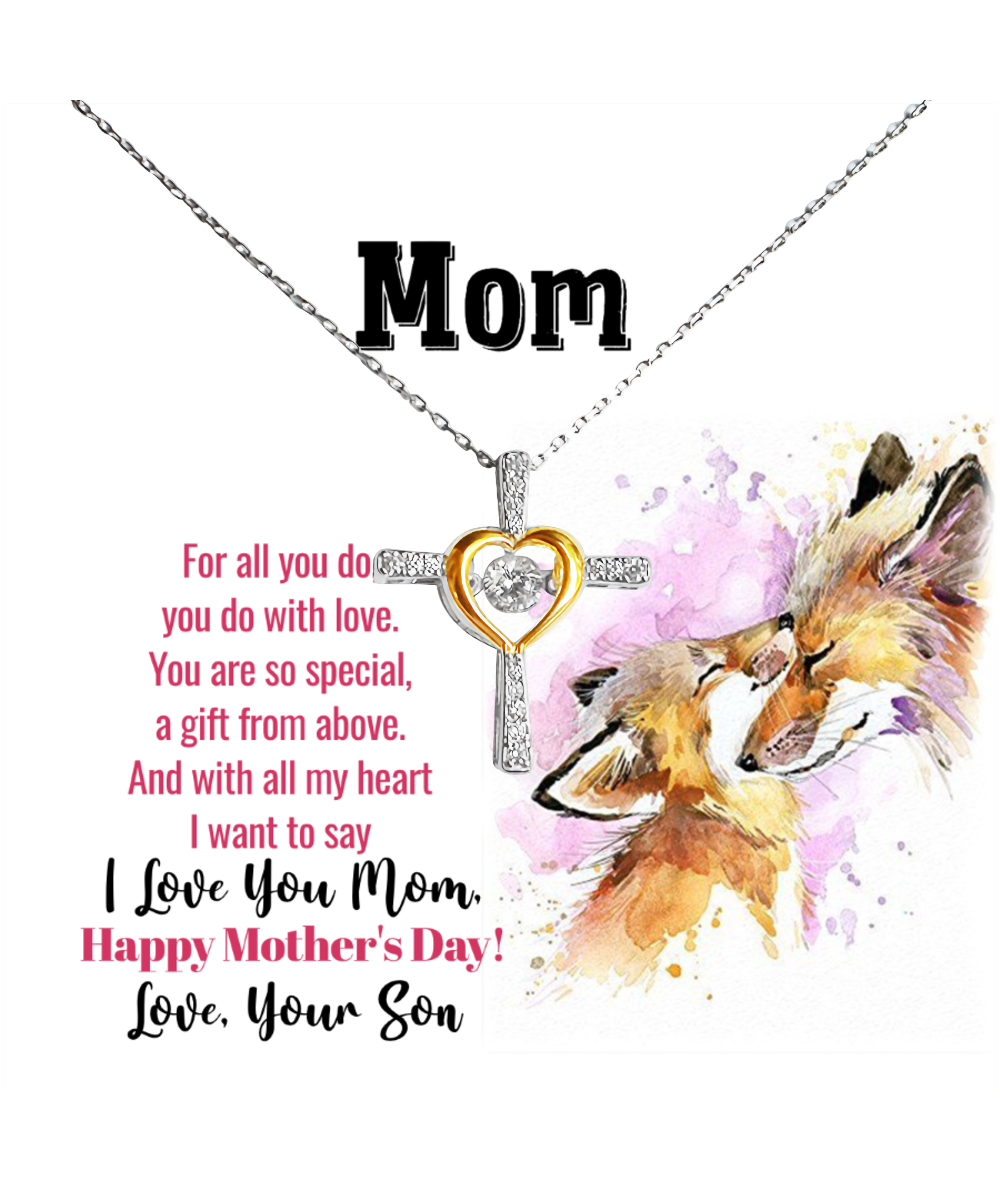 Mom
For all you do
you do with love.
You are so special,
a gift from above.
And with all my heart
I want to say
I Love You Mom,
Happy Mother's Day!
Love, Your Son